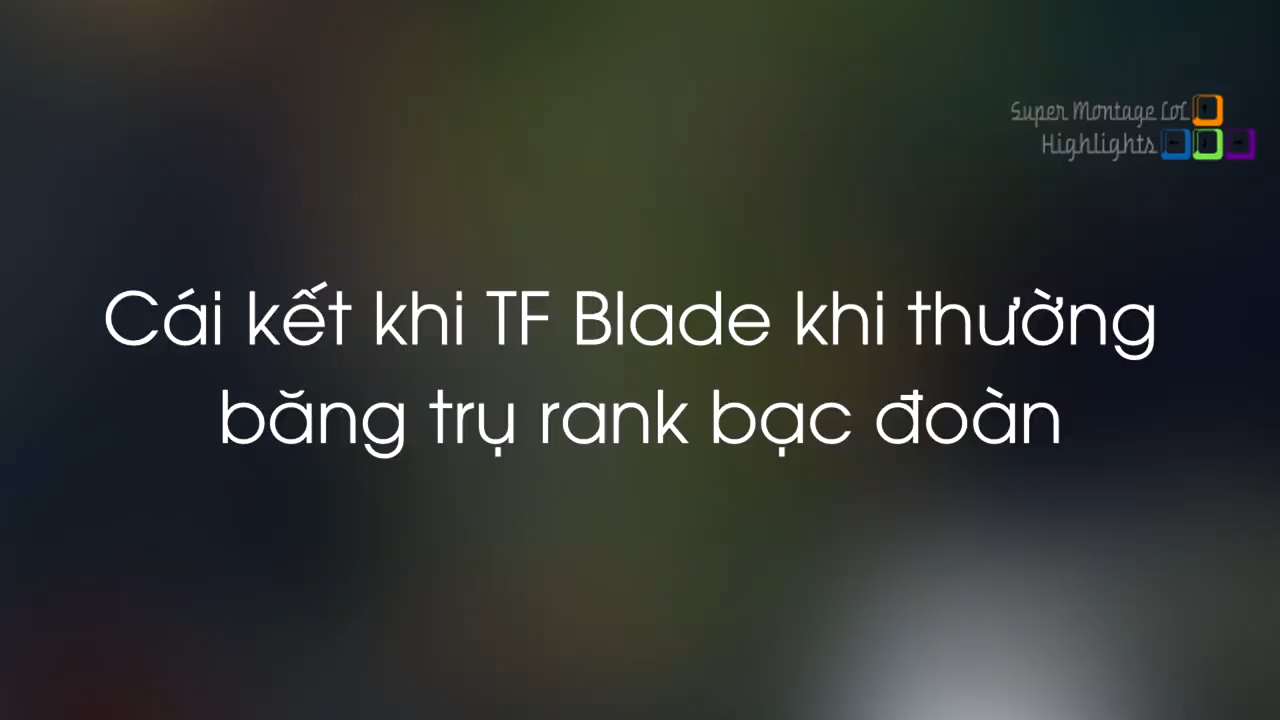 Super Montage LoL
Highlights
Cái kết khi TF Blade khi thường
băng trụ rank bạc đoàn